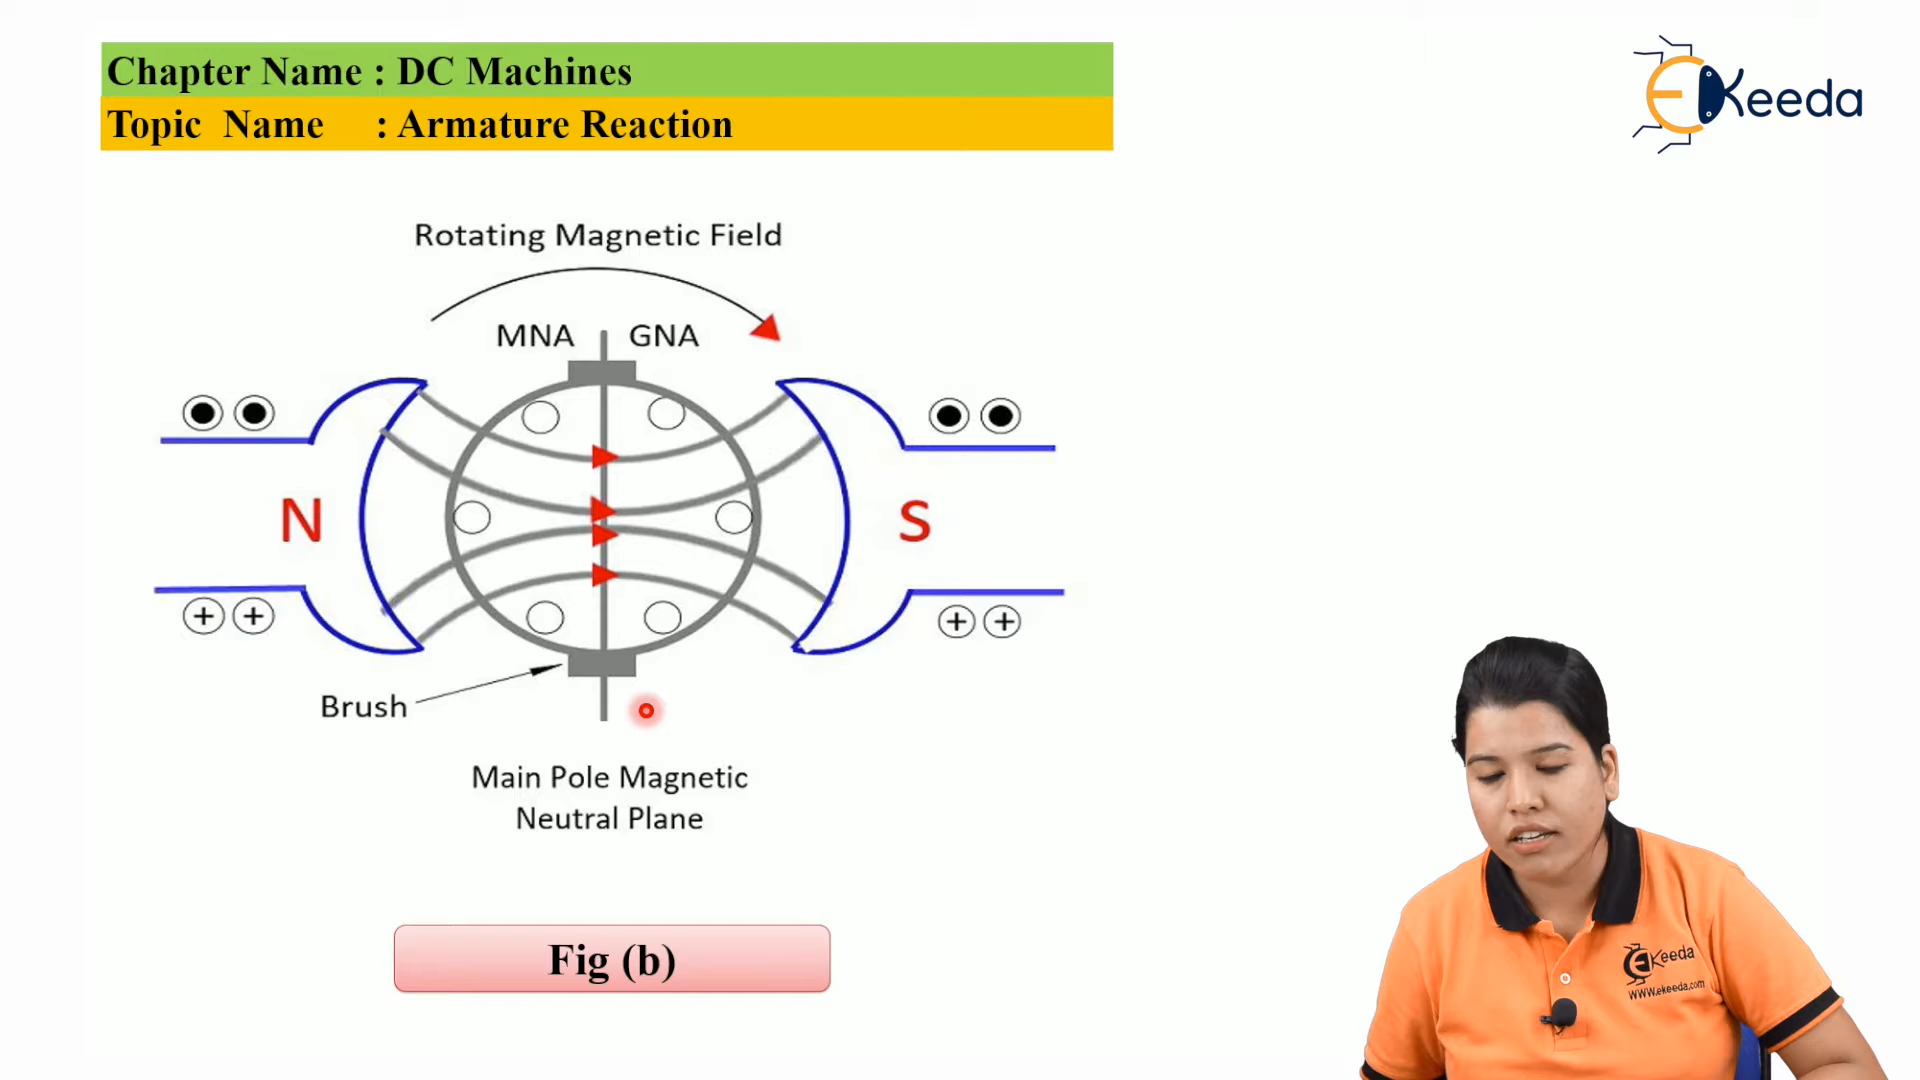 Chapter Name : DC Machines
Topic Name : Armature Reaction
Keeda
Rotating Magnetic Field
MNA GNA
N
S
Brush
Main Pole Magnetic
Neutral Plane
Fig (b)
Keeda
www.ekeeda.com